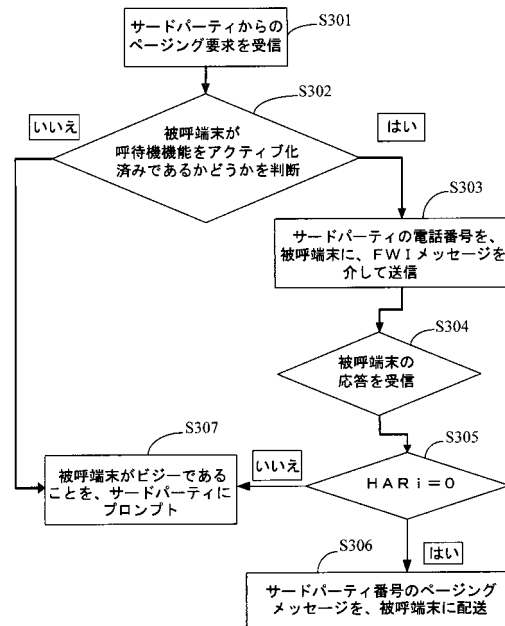 S301
サードパーティからの
ページング要求を受信
S302
いいえ
はい
被呼端末が
呼待機機能をアクティブ化
済みであるかどうかを判断
S303
サードパーティの電話番号を、
被呼端末に、FWIメッセージを
介して送信
S304
被呼端末の
応答を受信
S307
S305
被呼端末がビジーである
ことを、サードパーティに
プロンプト
いいえ
HARi=0
S306
はい
サードパーティ番号のページング
メッセージを、被呼端末に配送